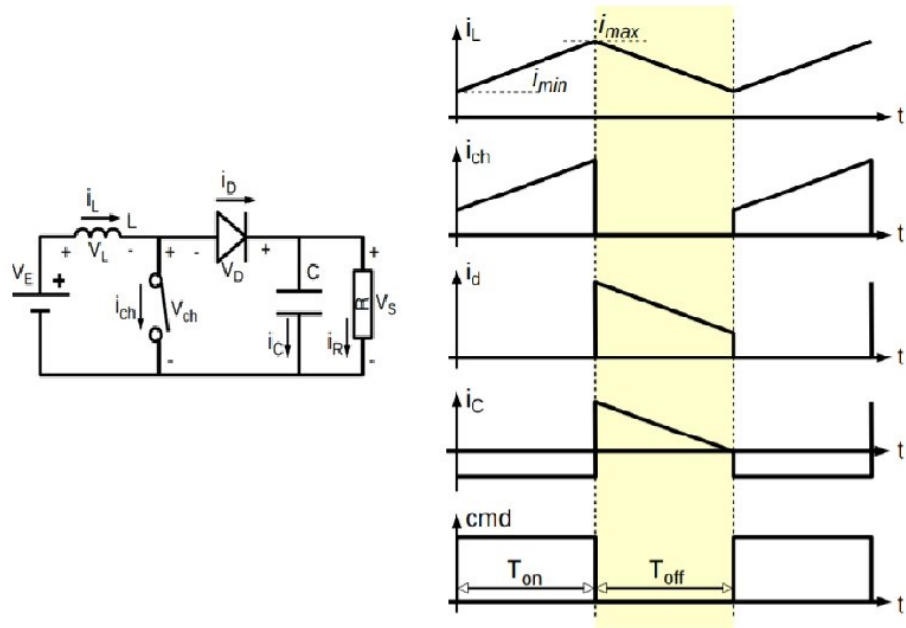 i_L
L
+ V_L -
V_E
+
i_ch
+
V_ch
-
i_D
- V_D +
C
i_C
i_R
+
R
V_S
-
i_L
i_max
i_min
t
i_ch
t
i_d
t
i_C
t
cmd
T_on
T_off
t